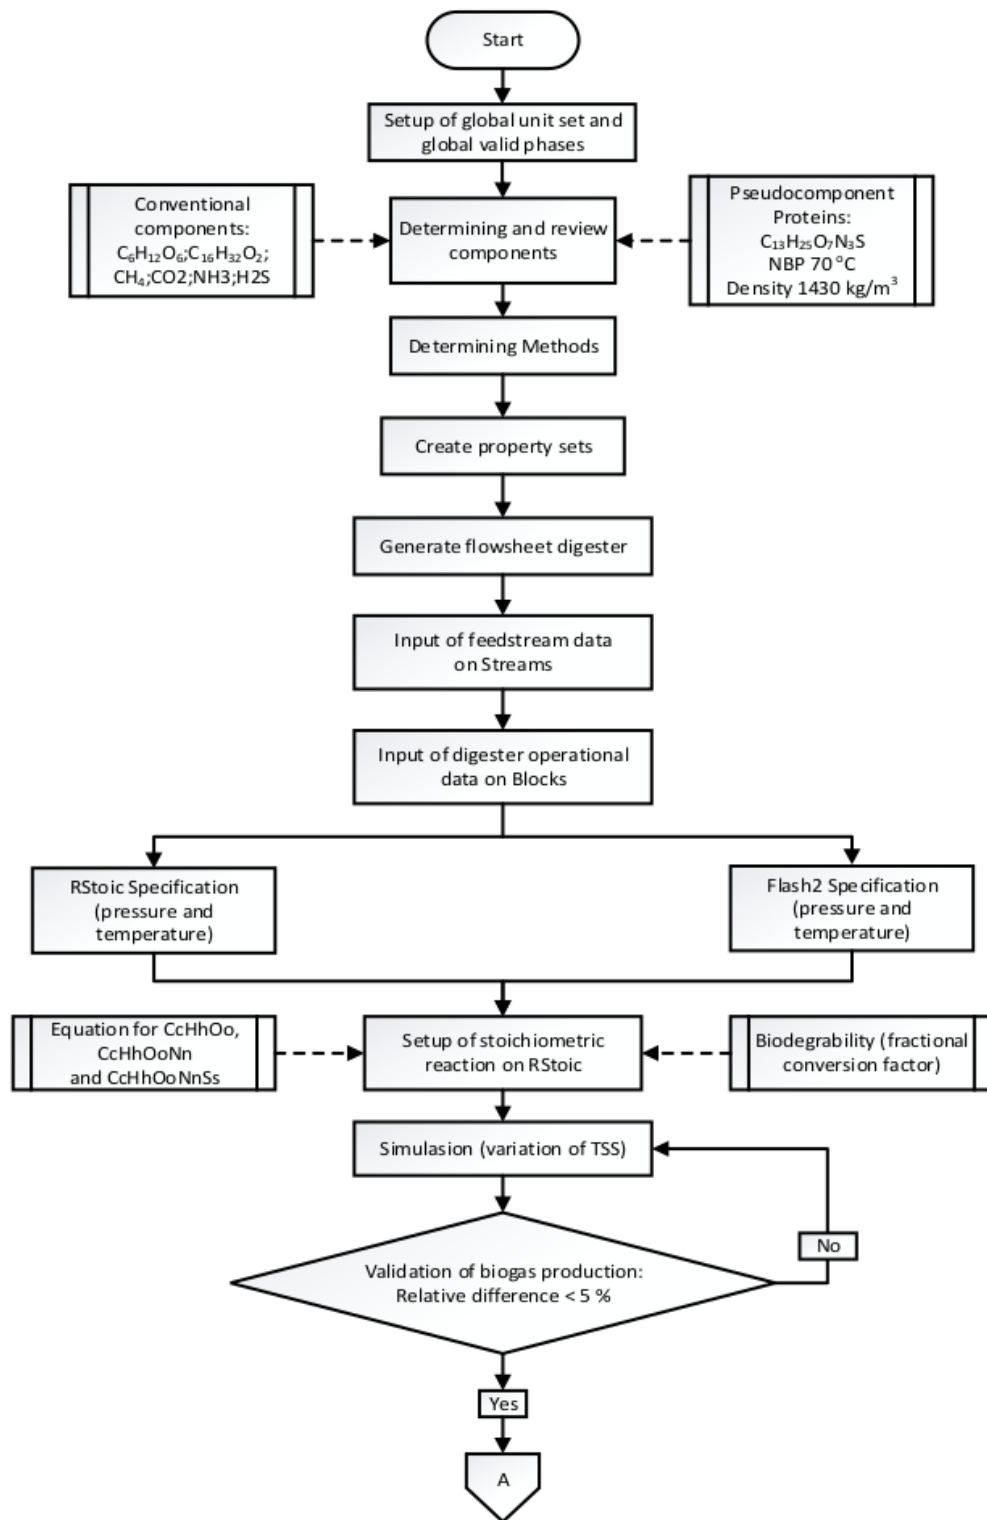 Start
Setup of global unit set and
global valid phases
Conventional
components:
C₆H₁₂O₆;C₁₆H₃₂O₂;
CH₄;CO2;NH3;H2S
Determining and review
components
Pseudocomponent
Proteins:
C₁₃H₂₅O₇N₃S
NBP 70 °C
Density 1430 kg/m³
Determining Methods
Create property sets
Generate flowsheet digester
Input of feedstream data
on Streams
Input of digester operational
data on Blocks
RStoic Specification
(pressure and
temperature)
Flash2 Specification
(pressure and
temperature)
Equation for CcHhOo,
CcHhOoNn
and CcHhOoNnSs
Setup of stoichiometric
reaction on RStoic
Biodegrability (fractional
conversion factor)
Simulasion (variation of TSS)
No
Validation of biogas production:
Relative difference < 5 %
Yes
A